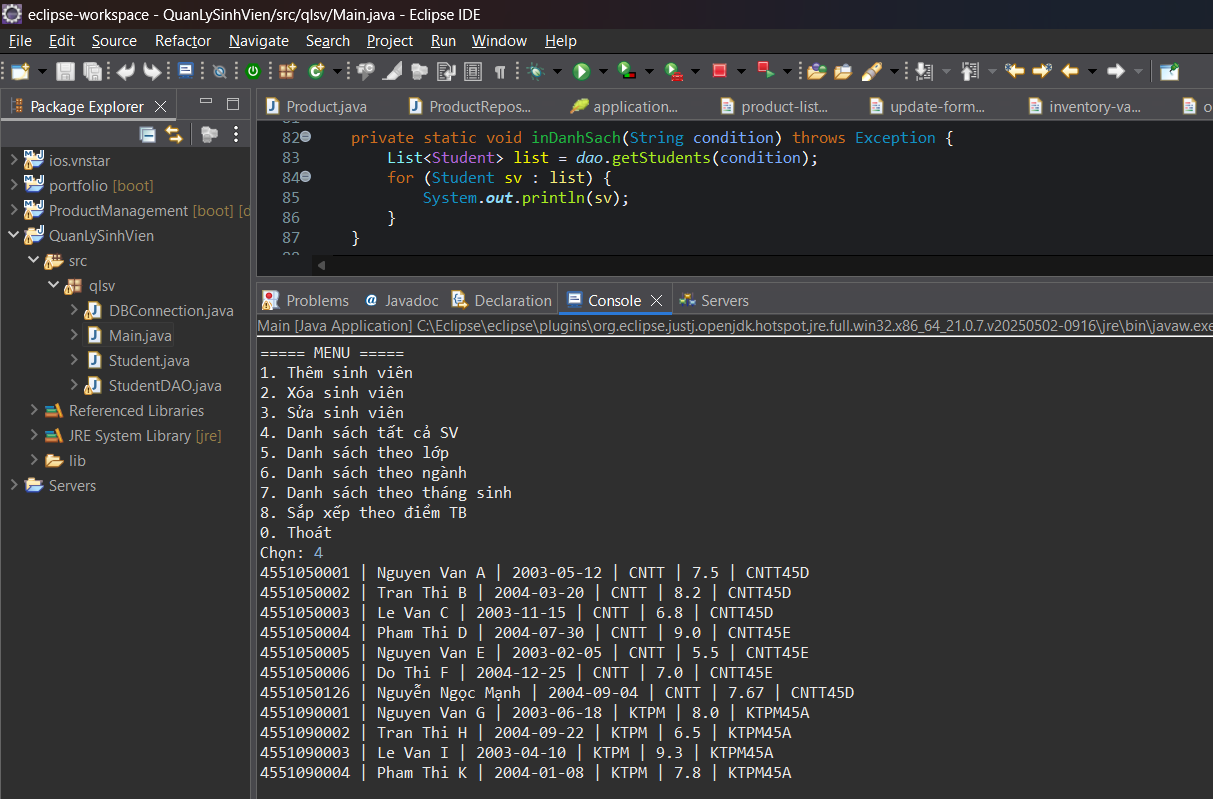 eclipse-workspace - QuanLySinhVien/src/qlsv/Main.java - Eclipse IDE
File Edit Source Refactor Navigate Search Project Run Window Help
Package Explorer
ios.vnstar
portfolio [boot]
ProductManagement [boot] [d
QuanLySinhVien
src
qlsv
DBConnection.java
Main.java
Student.java
StudentDAO.java
Referenced Libraries
JRE System Library [jre]
lib
Servers
Product.java ProductRepos... application... product-list... update-form... inventory-va... o
82 private static void inDanhSach(String condition) throws Exception {
83 List<Student> list = dao.getStudents(condition);
84 for (Student sv : list) {
85 System.out.println(sv);
86 }
87 }
Problems Javadoc Declaration Console Servers
Main [Java Application] C:\Eclipse\eclipse\plugins\org.eclipse.justj.openjdk.hotspot.jre.full.win32.x86_64_21.0.7.v20250502-0916\jre\bin\javaw.exe
===== MENU =====
1. Thêm sinh viên
2. Xóa sinh viên
3. Sửa sinh viên
4. Danh sách tất cả SV
5. Danh sách theo lớp
6. Danh sách theo ngành
7. Danh sách theo tháng sinh
8. Sắp xếp theo điểm TB
0. Thoát
Chọn: 4
4551050001 | Nguyen Van A | 2003-05-12 | CNTT | 7.5 | CNTT45D
4551050002 | Tran Thi B | 2004-03-20 | CNTT | 8.2 | CNTT45D
4551050003 | Le Van C | 2003-11-15 | CNTT | 6.8 | CNTT45D
4551050004 | Pham Thi D | 2004-07-30 | CNTT | 9.0 | CNTT45E
4551050005 | Nguyen Van E | 2003-02-05 | CNTT | 5.5 | CNTT45E
4551050006 | Do Thi F | 2004-12-25 | CNTT | 7.0 | CNTT45E
4551050126 | Nguyễn Ngọc Mạnh | 2004-09-04 | CNTT | 7.67 | CNTT45D
4551090001 | Nguyen Van G | 2003-06-18 | KTPM | 8.0 | KTPM45A
4551090002 | Tran Thi H | 2004-09-22 | KTPM | 6.5 | KTPM45A
4551090003 | Le Van I | 2003-04-10 | KTPM | 9.3 | KTPM45A
4551090004 | Pham Thi K | 2004-01-08 | KTPM | 7.8 | KTPM45A